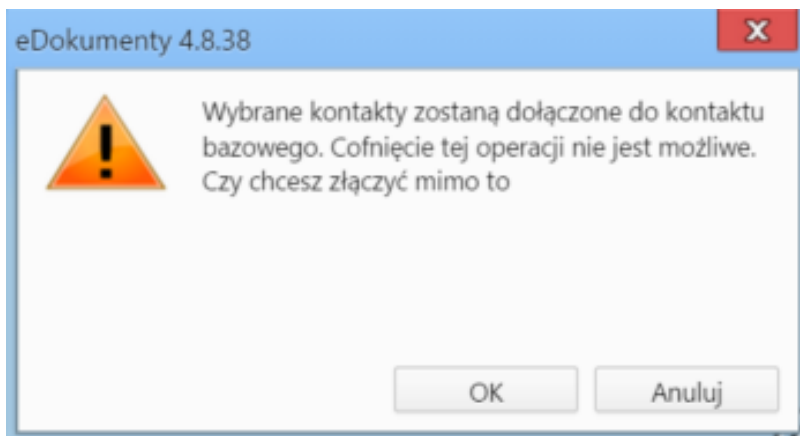 eDokumenty 4.8.38
Wybrane kontakty zostaną dołączone do kontaktu
bazowego. Cofnięcie tej operacji nie jest możliwe.
Czy chcesz złączyć mimo to
OK
Anuluj